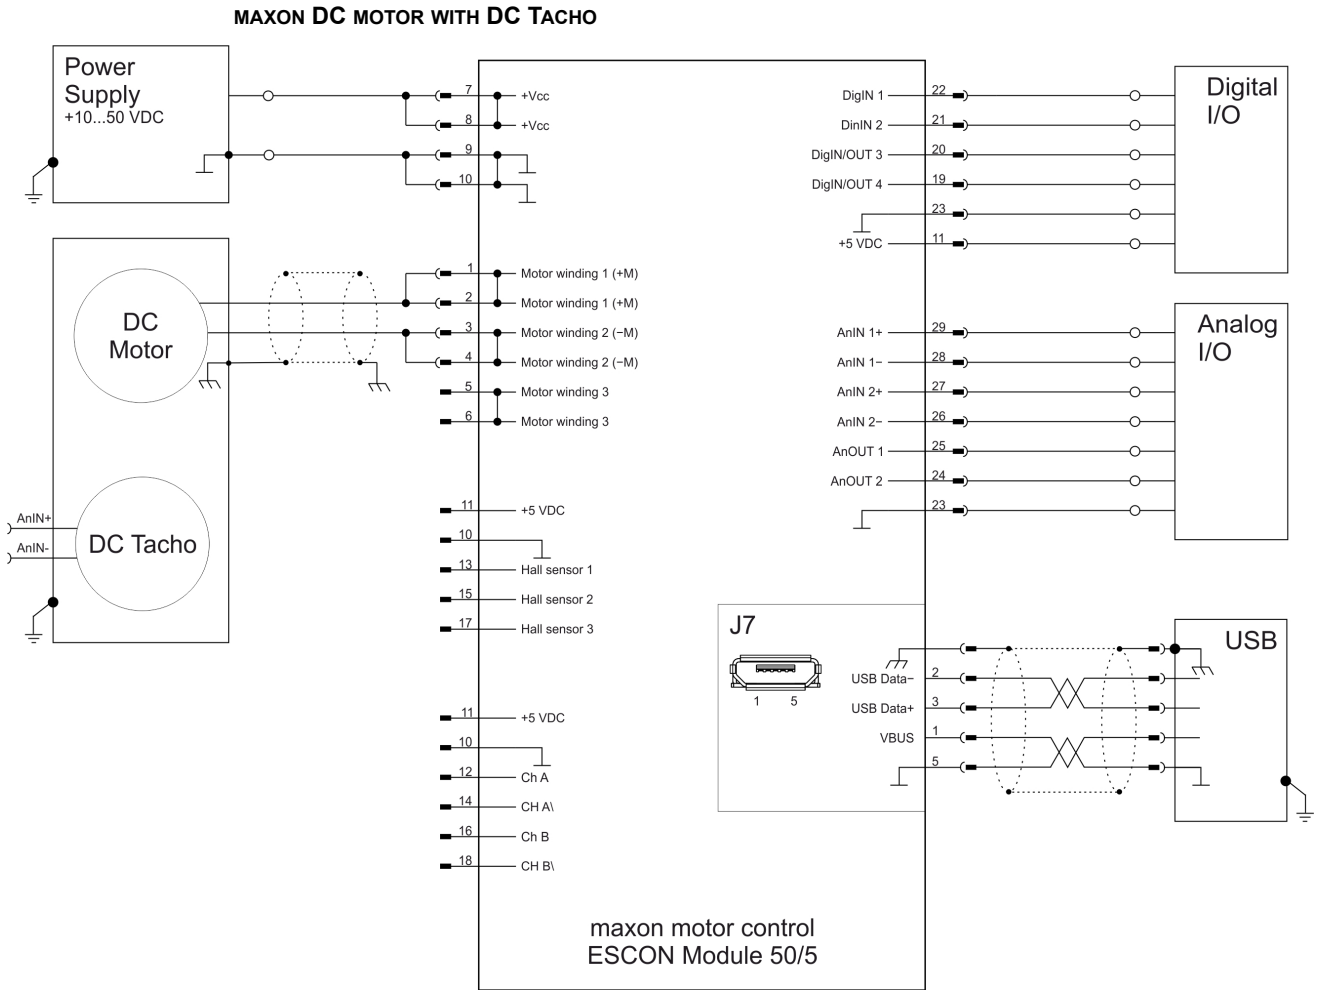 MAXON DC MOTOR WITH DC TACHO
Power
Supply
+10...50 VDC
7
+Vcc
8
+Vcc
9
10
DC
Motor
1
Motor winding 1 (+M)
2
Motor winding 1 (+M)
3
Motor winding 2 (−M)
4
Motor winding 2 (−M)
5
Motor winding 3
6
Motor winding 3
AnIN+
AnIN-
DC Tacho
11
+5 VDC
10
13
Hall sensor 1
15
Hall sensor 2
17
Hall sensor 3
11
+5 VDC
10
12
Ch A
14
CH A\
16
Ch B
18
CH B\
DigIN 1
22
DinIN 2
21
DigIN/OUT 3
20
DigIN/OUT 4
19
23
+5 VDC
11
Digital
I/O
AnIN 1+
29
AnIN 1−
28
AnIN 2+
27
AnIN 2−
26
AnOUT 1
25
AnOUT 2
24
23
Analog
I/O
J7
1 5
USB Data−
2
USB Data+
3
VBUS
1
5
USB
maxon motor control
ESCON Module 50/5